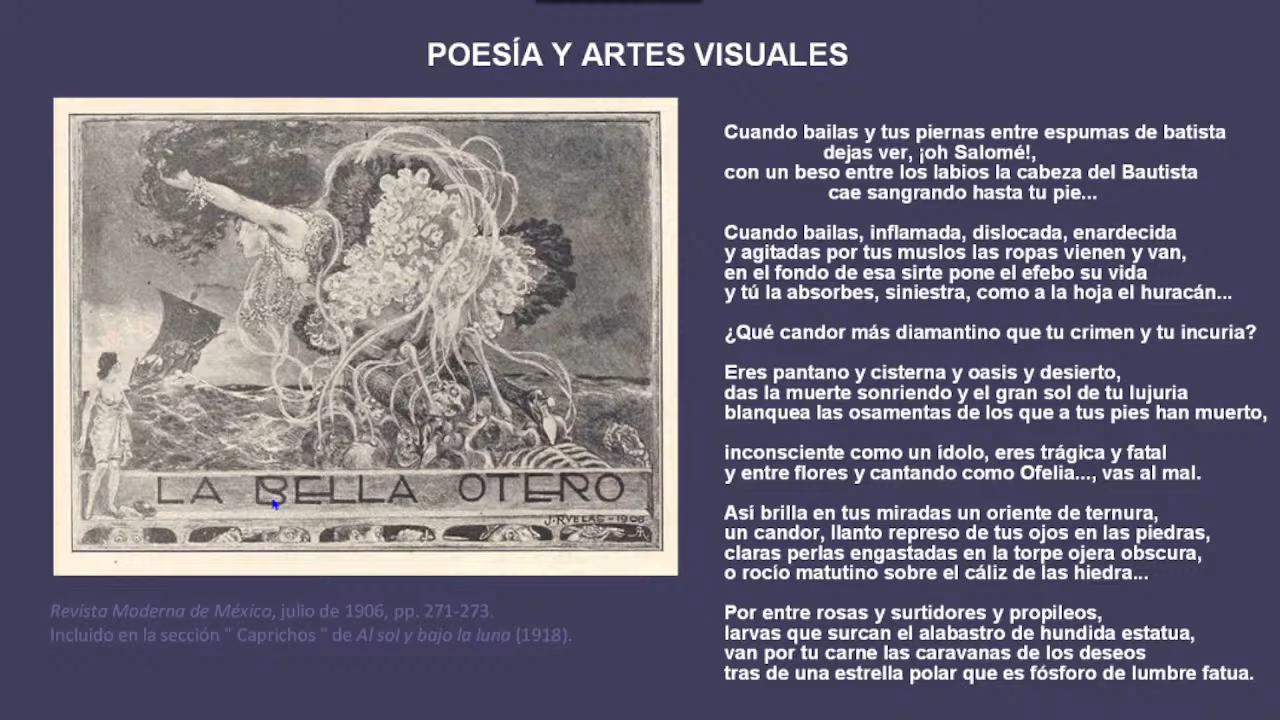 POESÍA Y ARTES VISUALES
LA BELLA OTERO
J. RVELAS - 1906
Revista Moderna de México, julio de 1906, pp. 271-273.
Incluido en la sección " Caprichos " de Al sol y bajo la luna (1918).
Cuando bailas y tus piernas entre espumas de batista
dejas ver, ¡oh Salomé!,
con un beso entre los labios la cabeza del Bautista
cae sangrando hasta tu pie...
Cuando bailas, inflamada, dislocada, enardecida
y agitadas por tus muslos las ropas vienen y van,
en el fondo de esa sirte pone el efebo su vida
y tú la absorbes, siniestra, como a la hoja el huracán...
¿Qué candor más diamantino que tu crimen y tu incuria?
Eres pantano y cisterna y oasis y desierto,
das la muerte sonriendo y el gran sol de tu lujuria
blanquea las osamentas de los que a tus pies han muerto,
inconsciente como un ídolo, eres trágica y fatal
y entre flores y cantando como Ofelia..., vas al mal.
Así brilla en tus miradas un oriente de ternura,
un candor, llanto represo de tus ojos en las piedras,
claras perlas engastadas en la torpe ojera obscura,
o rocío matutino sobre el cáliz de las hiedra...
Por entre rosas y surtidores y propileos,
larvas que surcan el alabastro de hundida estatua,
van por tu carne las caravanas de los deseos
tras de una estrella polar que es fósforo de lumbre fatua.